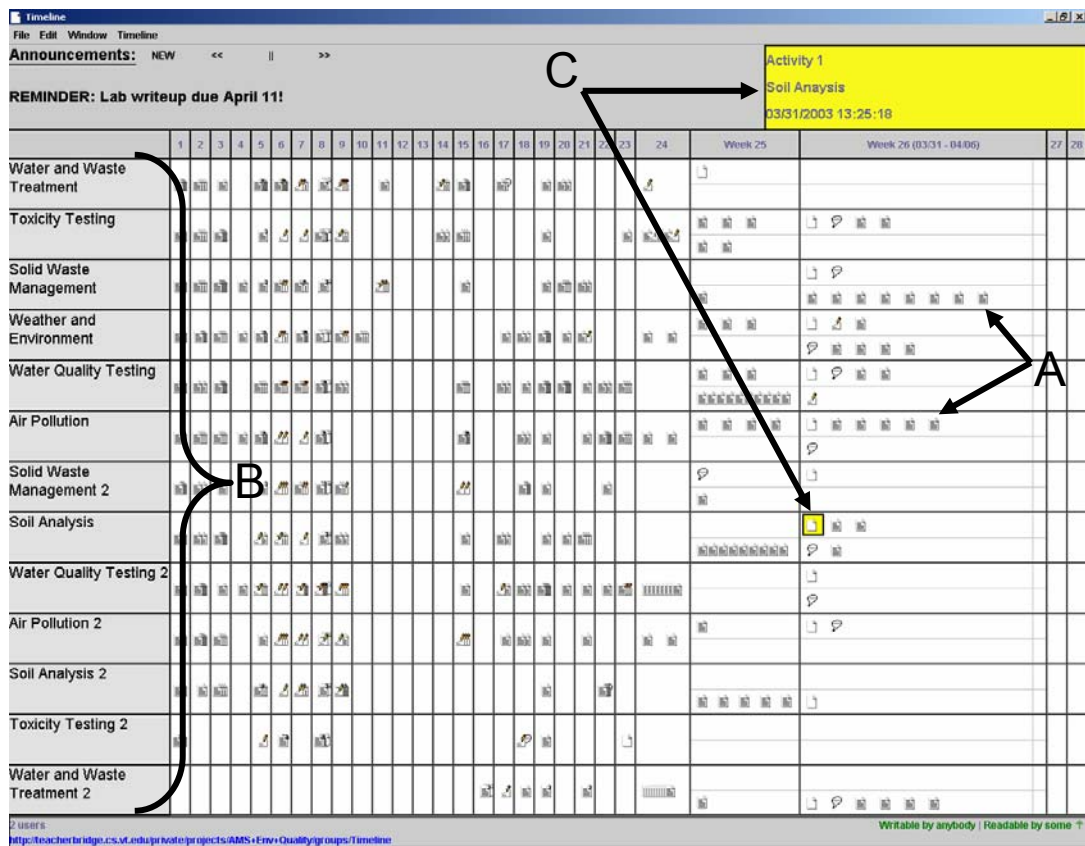 Timeline
File Edit Window Timeline
Announcements: NEW << || >>
REMINDER: Lab writeup due April 11!
C
Activity 1
Soil Anaysis
03/31/2003 13:25:18
1 2 3 4 5 6 7 8 9 10 11 12 13 14 15 16 17 18 19 20 21 22 23 24 Week 25 Week 26 (03/31 - 04/06) 27 28
Water and Waste
Treatment
Toxicity Testing
Solid Waste
Management
Weather and
Environment
A
Water Quality Testing
Air Pollution
Solid Waste
Management 2
B
Soil Analysis
Water Quality Testing 2
Air Pollution 2
Soil Analysis 2
Toxicity Testing 2
Water and Waste
Treatment 2
2 users
Writable by anybody | Readable by some
http://teacherbridge.cs.vt.edu/private/projects/AMS+Env+Quality/groups/Timeline